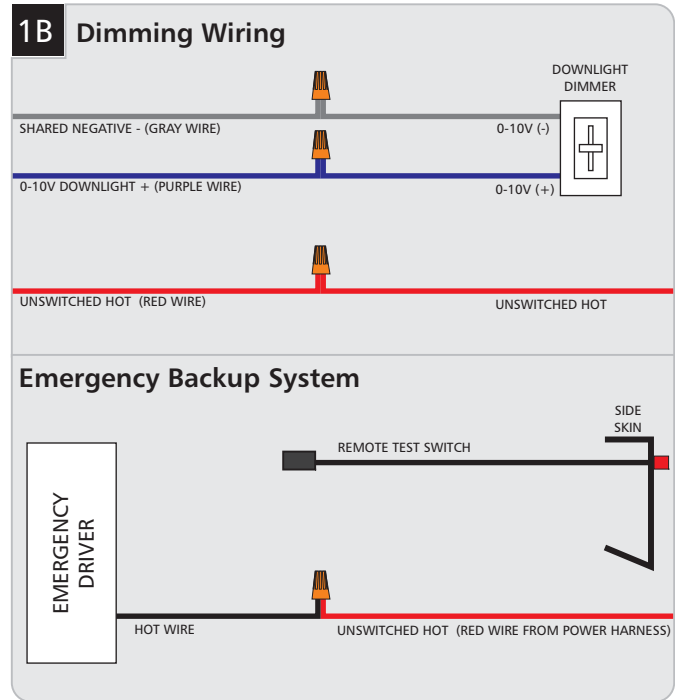 1B Dimming Wiring
DOWNLIGHT
DIMMER
SHARED NEGATIVE - (GRAY WIRE)
0-10V (-)
0-10V DOWNLIGHT + (PURPLE WIRE)
0-10V (+)
UNSWITCHED HOT (RED WIRE)
UNSWITCHED HOT
Emergency Backup System
SIDE
SKIN
REMOTE TEST SWITCH
EMERGENCY
DRIVER
HOT WIRE
UNSWITCHED HOT (RED WIRE FROM POWER HARNESS)